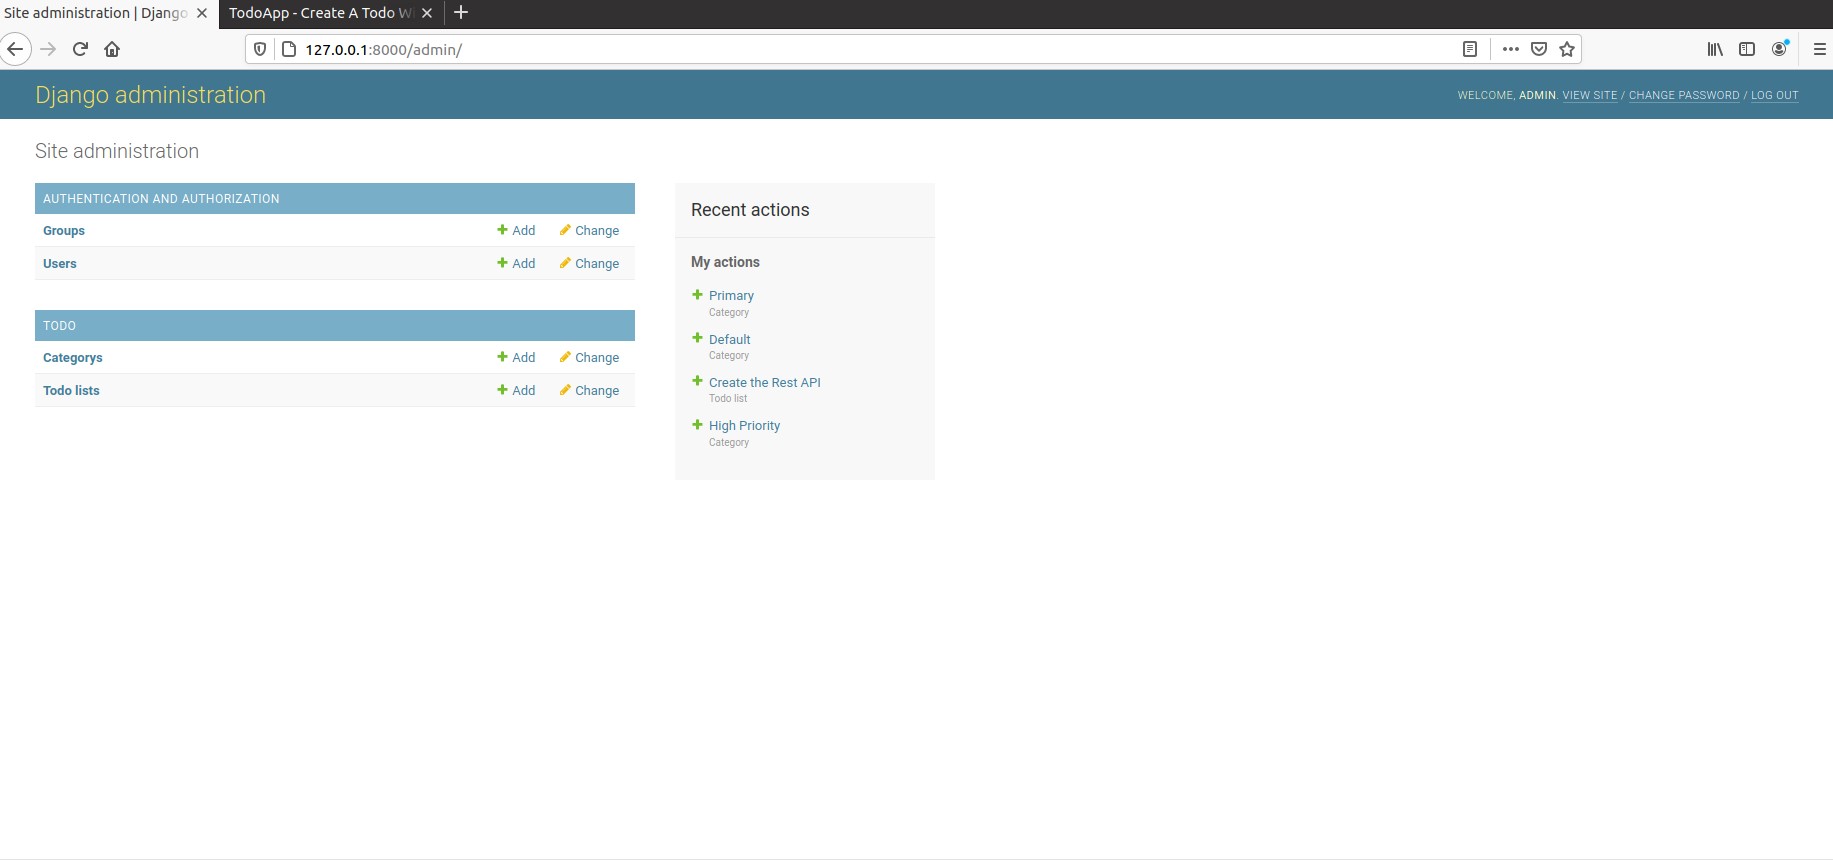 Site administration | Django
TodoApp - Create A Todo W
127.0.0.1:8000/admin/
Django administration
WELCOME, ADMIN. VIEW SITE / CHANGE PASSWORD / LOG OUT
Site administration
AUTHENTICATION AND AUTHORIZATION
Groups Add Change
Users Add Change
TODO
Categorys Add Change
Todo lists Add Change
Recent actions
My actions
Primary
Category
Default
Category
Create the Rest API
Todo list
High Priority
Category